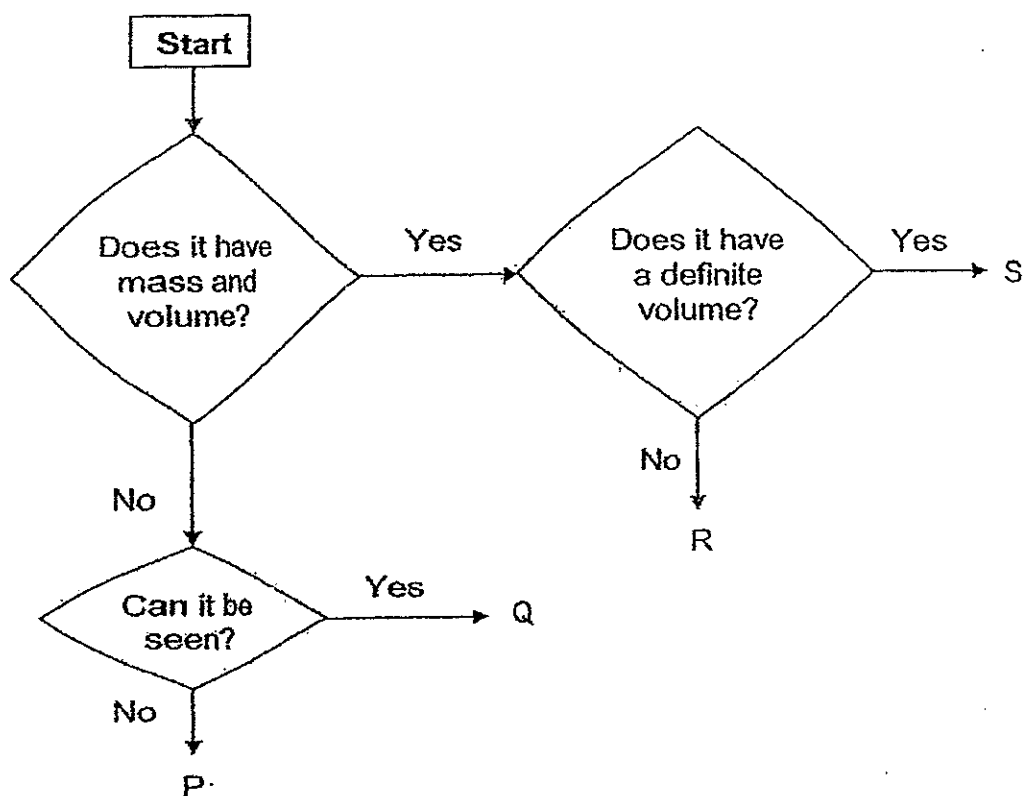 Start
Does it have
mass and
volume?
Yes
Does it have
a definite
volume?
Yes
S
No
R
No
Can it be
seen?
Yes
Q
No
P